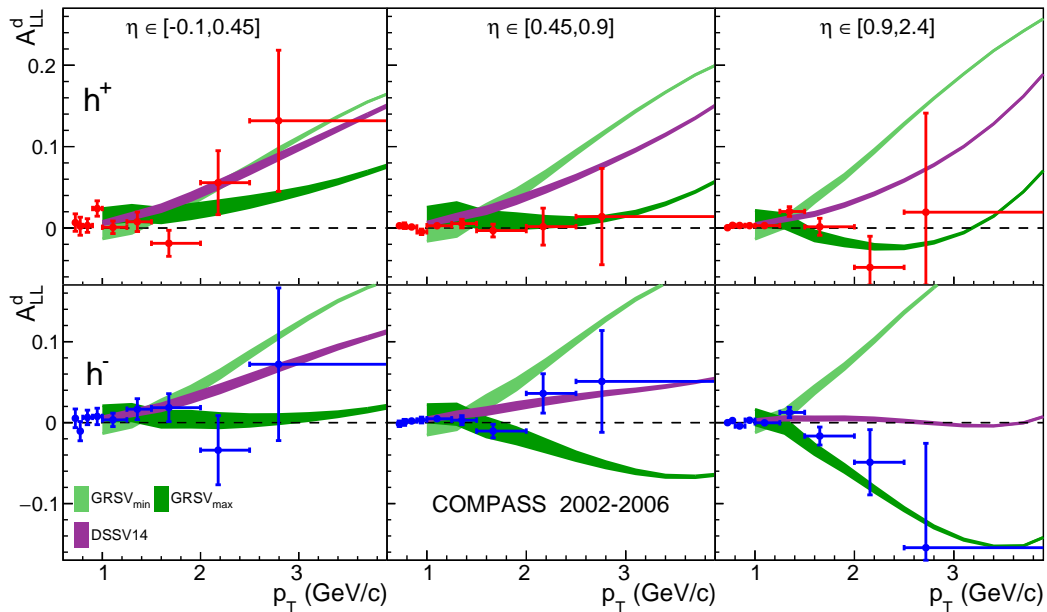 η ∈ [-0.1,0.45] η ∈ [0.45,0.9] η ∈ [0.9,2.4]
A_LL^d
0.2
0.1
0
h⁺
A_LL^d
0.1
0
−0.1
h⁻
GRSV_min GRSV_max
DSSV14
COMPASS 2002-2006
1 2 3 1 2 3 1 2 3
p_T (GeV/c) p_T (GeV/c) p_T (GeV/c)